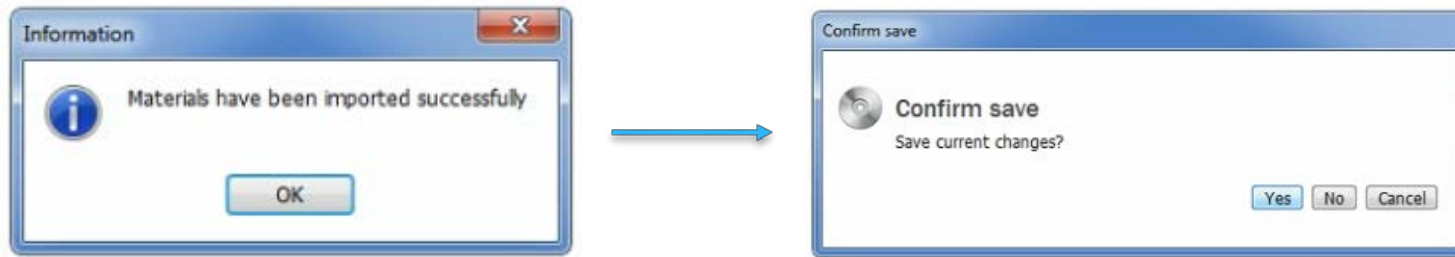 Information
Materials have been imported successfully
OK
Confirm save
Confirm save
Save current changes?
Yes No Cancel